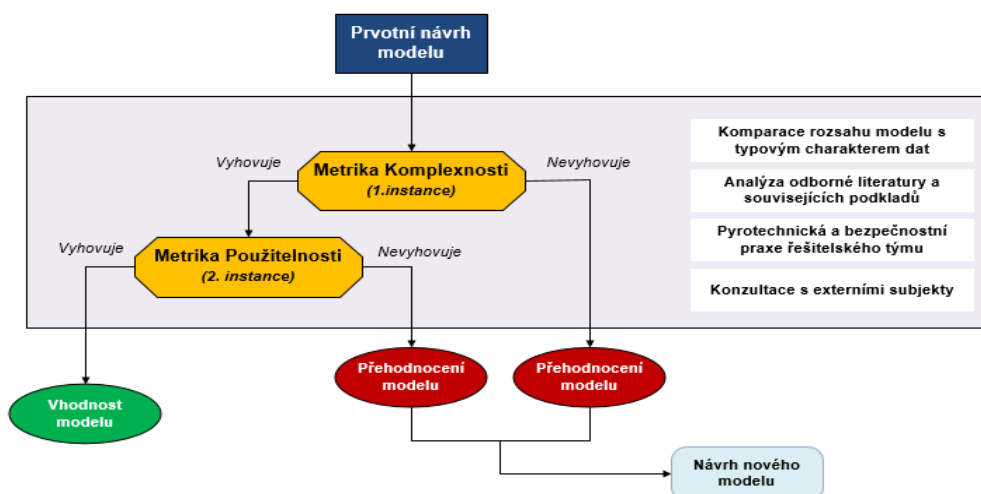 Prvotní návrh
modelu
Vyhovuje
Metrika Komplexnosti
(1.instance)
Nevyhovuje
Vyhovuje
Metrika Použitelnosti
(2. instance)
Nevyhovuje
Komparace rozsahu modelu s
typovým charakterem dat
Analýza odborné literatury a
souvisejících podkladů
Pyrotechnická a bezpečnostní
praxe řešitelského týmu
Konzultace s externími subjekty
Vhodnost
modelu
Přehodnocení
modelu
Přehodnocení
modelu
Návrh nového
modelu